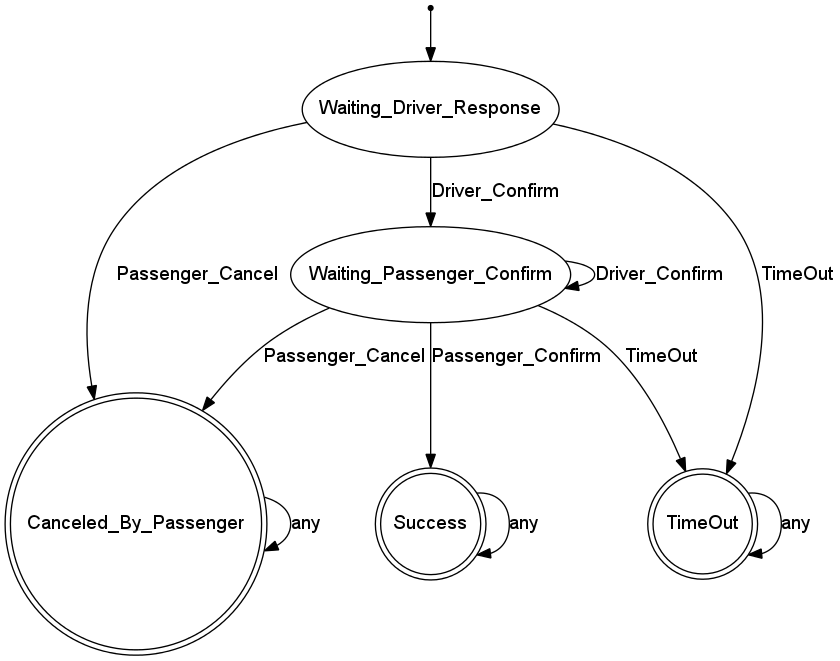 Waiting_Driver_Response
Driver_Confirm
Passenger_Cancel
Waiting_Passenger_Confirm
Driver_Confirm
TimeOut
Passenger_Cancel
Passenger_Confirm
TimeOut
Canceled_By_Passenger
any
Success
any
TimeOut
any